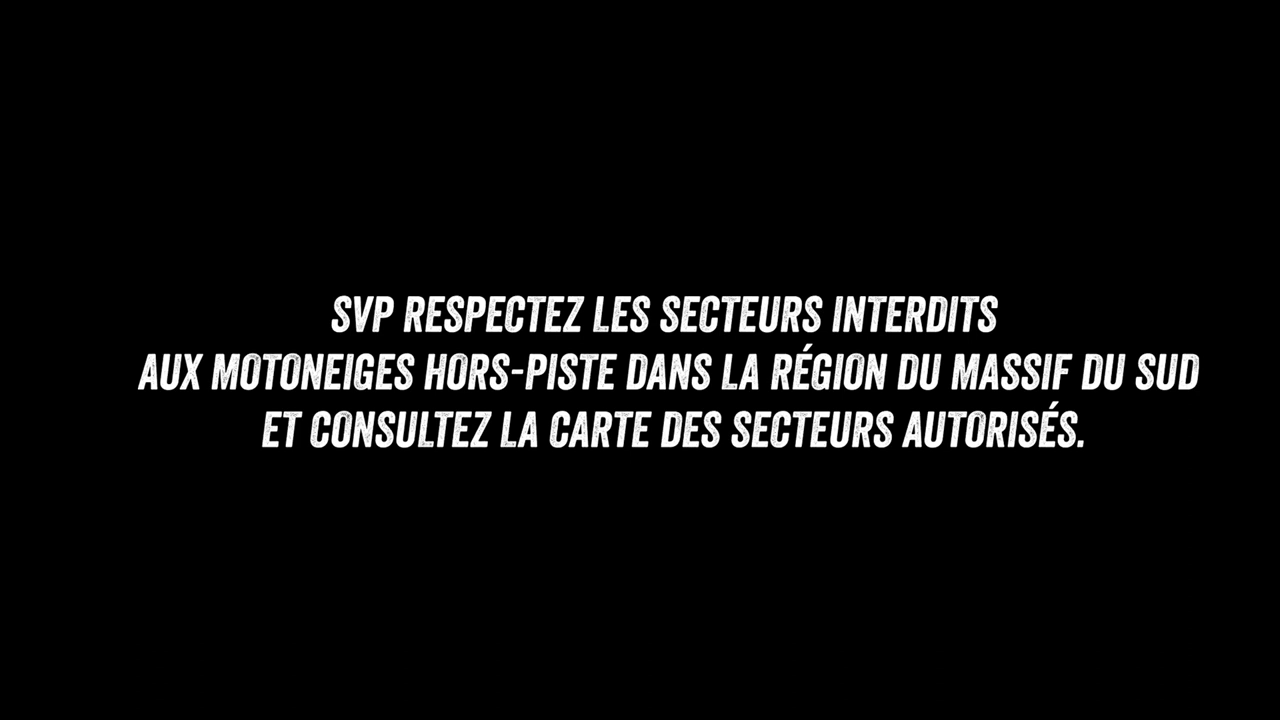 SVP RESPECTEZ LES SECTEURS INTERDITS
AUX MOTONEIGES HORS-PISTE DANS LA RÉGION DU MASSIF DU SUD
ET CONSULTEZ LA CARTE DES SECTEURS AUTORISÉS.